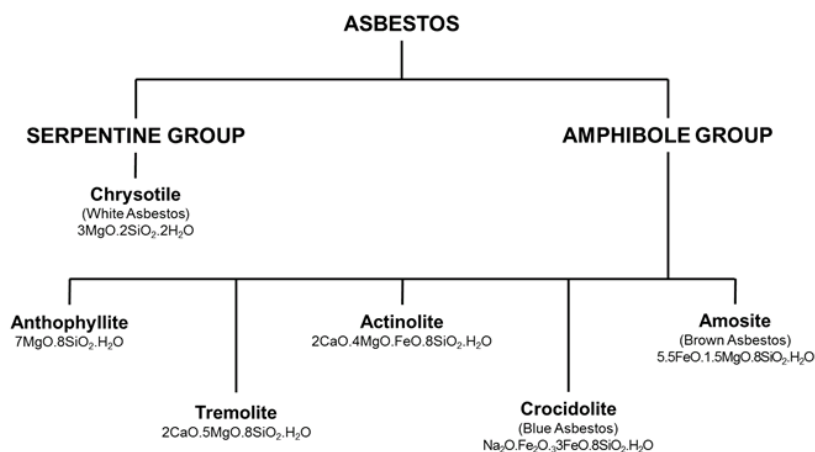 ASBESTOS
SERPENTINE GROUP
AMPHIBOLE GROUP
Chrysotile
(White Asbestos)
3MgO.2SiO₂.2H₂O
Anthophyllite
7MgO.8SiO₂.H₂O
Actinolite
2CaO.4MgO.FeO.8SiO₂.H₂O
Amosite
(Brown Asbestos)
5.5FeO.1.5MgO.8SiO₂.H₂O
Tremolite
2CaO.5MgO.8SiO₂.H₂O
Crocidolite
(Blue Asbestos)
Na₂O.Fe₂O.₃3FeO.8SiO₂.H₂O